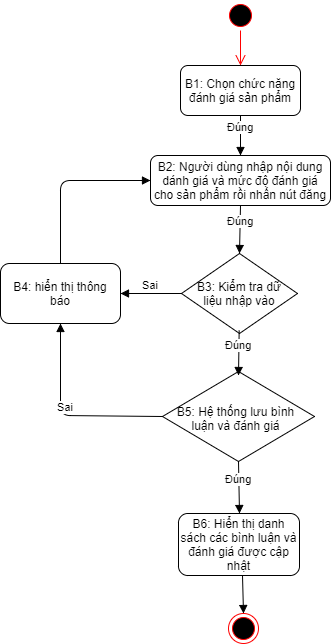 B1: Chọn chức năng
đánh giá sản phẩm
Đúng
B2: Người dùng nhập nội dung
dánh giá và mức độ đánh giá
cho sản phẩm rồi nhấn nút đăng
Đúng
B3: Kiểm tra dữ
liệu nhập vào
Sai
B4: hiển thị thông
báo
Đúng
B5: Hệ thống lưu bình
luận và đánh giá
Sai
Đúng
B6: Hiển thị danh
sách các bình luận và
đánh giá được cập
nhật